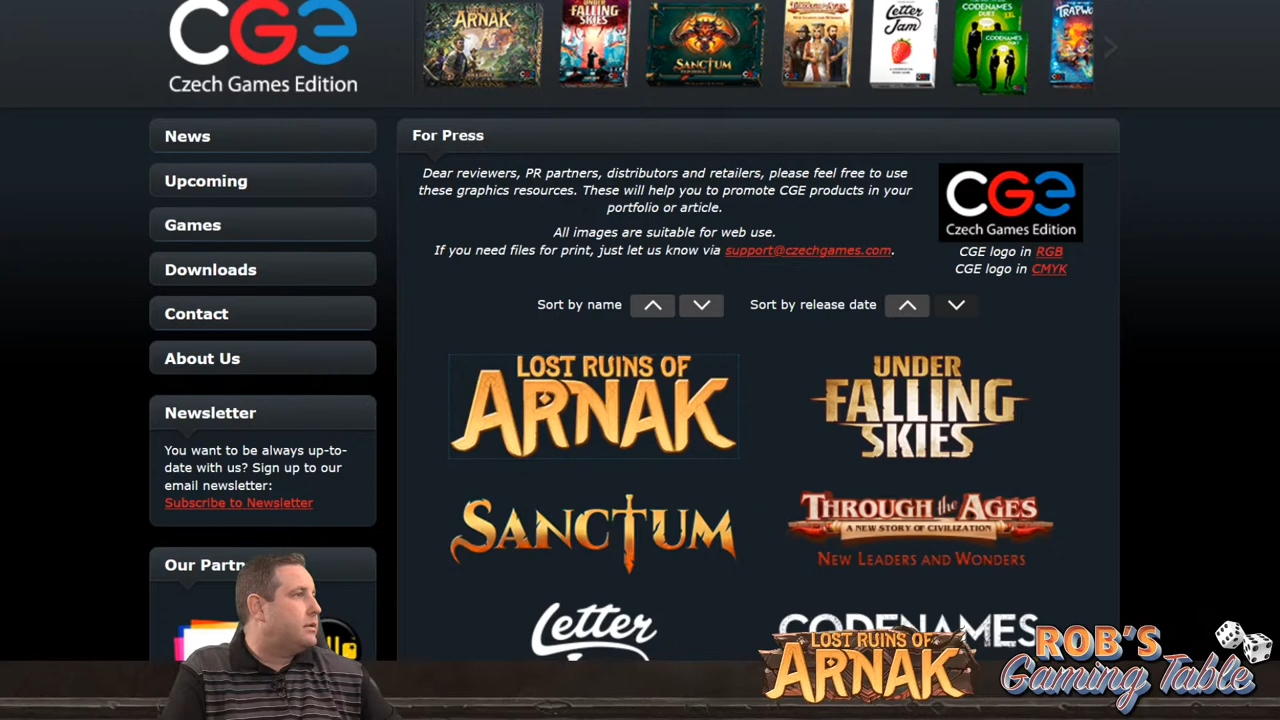 CGE
Czech Games Edition
ARNAK
UNDER
FALLING
SKIES
SANCTUM
Letter
Jam
CODENAMES
DUET
XXL
News
Upcoming
Games
Downloads
Contact
About Us
Newsletter
You want to be always up-to-
date with us? Sign up to our
email newsletter:
Subscribe to Newsletter
Our Partn
For Press
Dear reviewers, PR partners, distributors and retailers, please feel free to use
these graphics resources. These will help you to promote CGE products in your
portfolio or article.
All images are suitable for web use.
If you need files for print, just let us know via support@czechgames.com.
CGE
Czech Games Edition
CGE logo in RGB
CGE logo in CMYK
Sort by name
Sort by release date
LOST RUINS OF
ARNAK
UNDER
FALLING
SKIES
SANCTUM
THROUGH the AGES
A NEW STORY OF CIVILIZATION
NEW LEADERS AND WONDERS
Letter
CODENAMES
LOST RUINS OF
ARNAK
ROB'S
Gaming Table